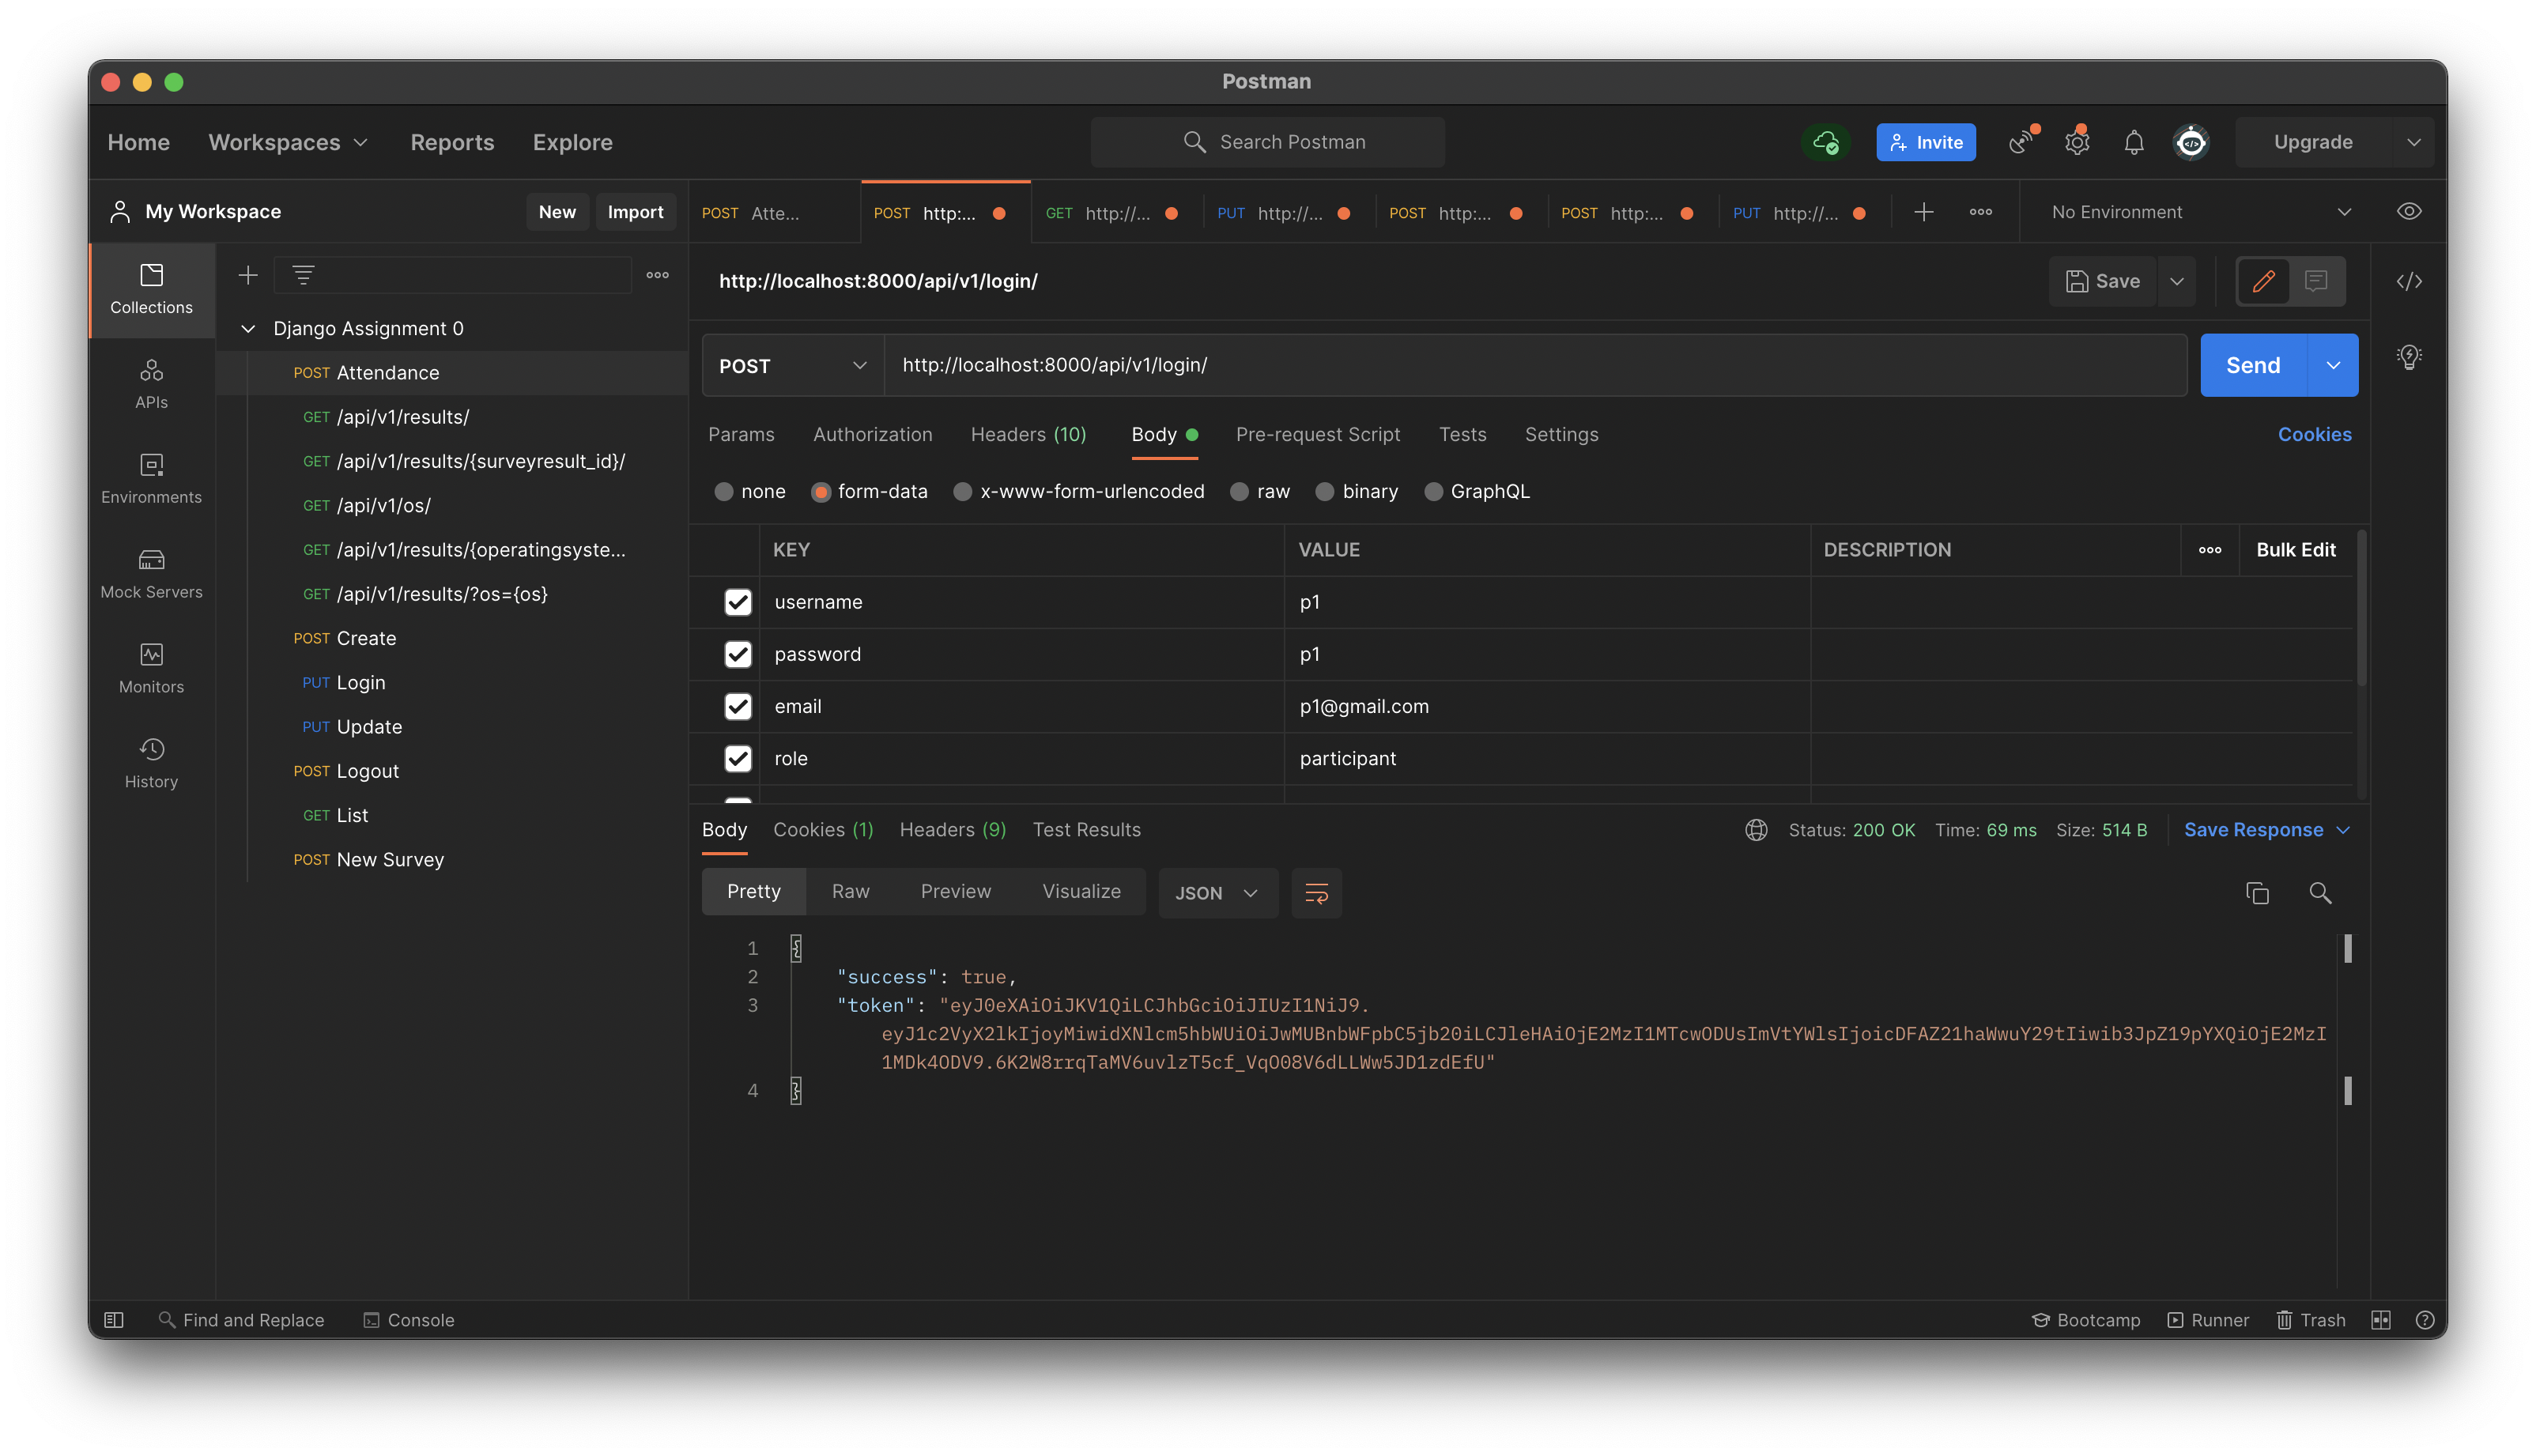 Postman
Home Workspaces Reports Explore Search Postman Invite Upgrade
My Workspace New Import POST Atte... POST http:... GET http://... PUT http://... POST http:... POST http:... PUT http://... No Environment
Collections
APIs
Environments
Mock Servers
Monitors
History
Django Assignment 0
POST Attendance
GET /api/v1/results/
GET /api/v1/results/{surveyresult_id}/
GET /api/v1/os/
GET /api/v1/results/{operatingsyste...
GET /api/v1/results/?os={os}
POST Create
PUT Login
PUT Update
POST Logout
GET List
POST New Survey
http://localhost:8000/api/v1/login/ Save
POST http://localhost:8000/api/v1/login/ Send
Params Authorization Headers (10) Body Pre-request Script Tests Settings Cookies
none form-data x-www-form-urlencoded raw binary GraphQL
KEY VALUE DESCRIPTION Bulk Edit
username p1
password p1
email p1@gmail.com
role participant
Body Cookies (1) Headers (9) Test Results Status: 200 OK Time: 69 ms Size: 514 B Save Response
Pretty Raw Preview Visualize JSON
1 {
2 "success": true,
3 "token": "eyJ0eXAiOiJKV1QiLCJhbGciOiJIUzI1NiJ9.
eyJ1c2VyX2lkIjoyMiwidXNlcm5hbWUiOiJwMUBnbWFpbC5jb20iLCJleHAiOjE2MzI1MTcwODUsImVtYWlsIjoicDFAZ21haWwuY29tIiwib3JpZ19pYXQiOjE2MzI
1MDk4ODV9.6K2W8rrqTaMV6uvlzT5cf_VqO08V6dLLWw5JD1zdEfU"
4 }
Find and Replace Console Bootcamp Runner Trash